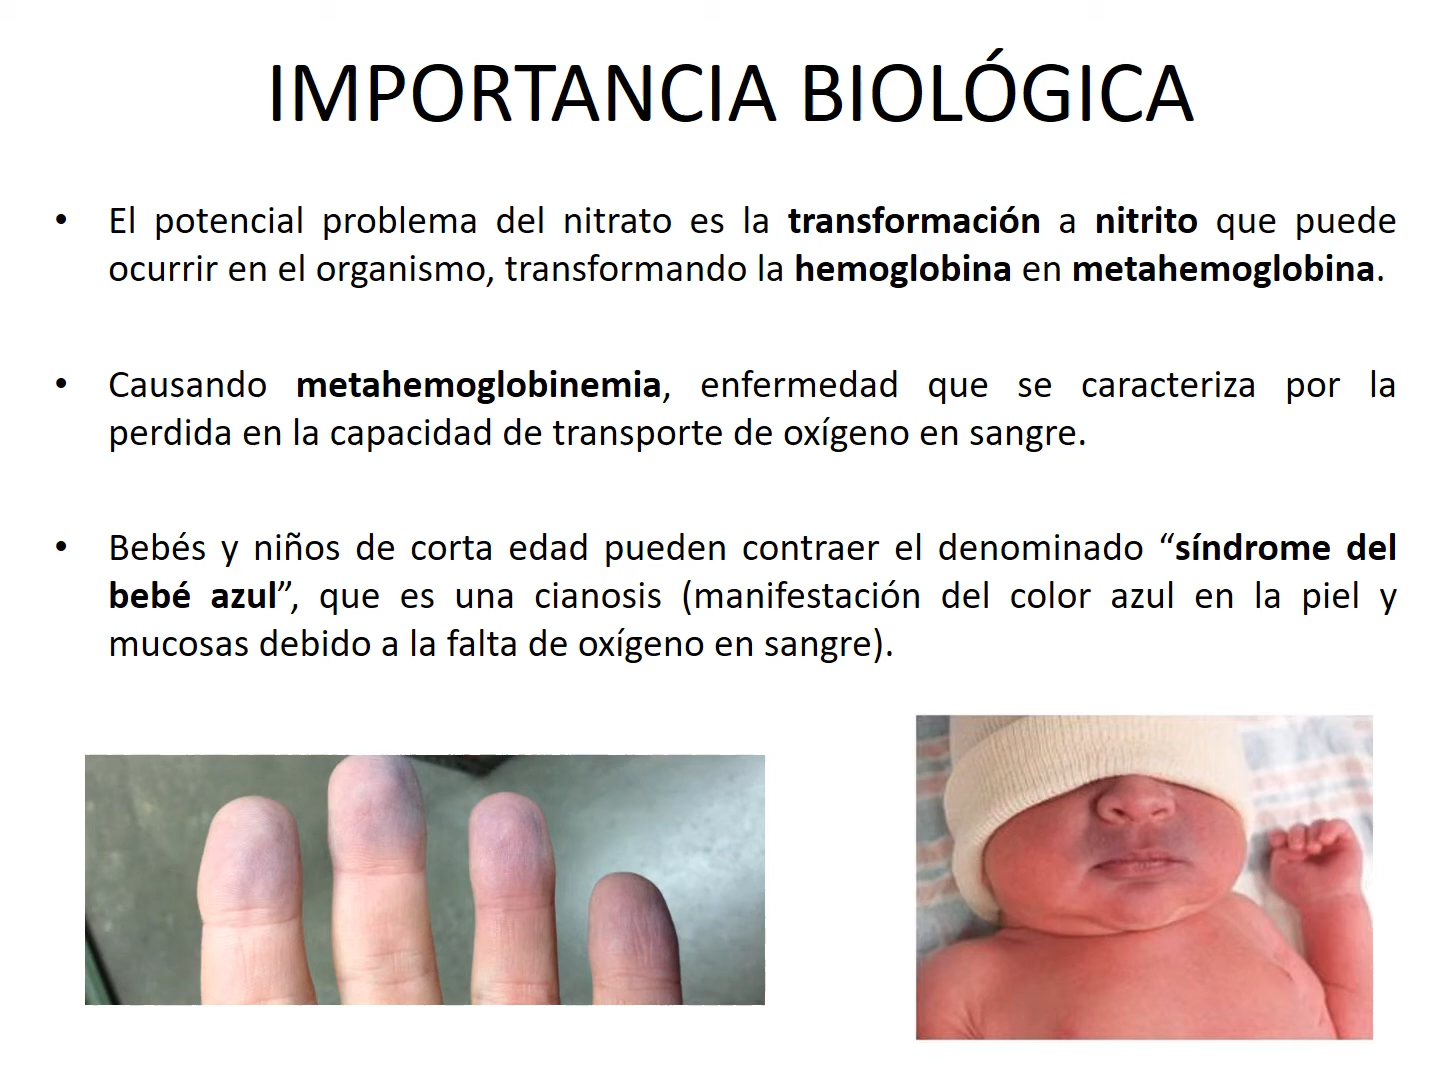 IMPORTANCIA BIOLÓGICA
• El potencial problema del nitrato es la transformación a nitrito que puede
ocurrir en el organismo, transformando la hemoglobina en metahemoglobina.
• Causando metahemoglobinemia, enfermedad que se caracteriza por la
perdida en la capacidad de transporte de oxígeno en sangre.
• Bebés y niños de corta edad pueden contraer el denominado “síndrome del
bebé azul”, que es una cianosis (manifestación del color azul en la piel y
mucosas debido a la falta de oxígeno en sangre).